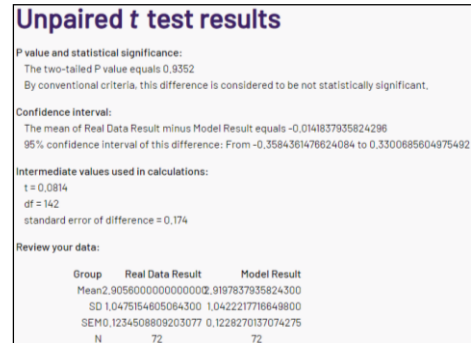 Unpaired t test results
P value and statistical significance:
The two-tailed P value equals 0,9352
By conventional criteria, this difference is considered to be not statistically significant.
Confidence interval:
The mean of Real Data Result minus Model Result equals -0,0141837935824296
95% confidence interval of this difference: From -0,3584361476624084 to 0,3300685604975492
Intermediate values used in calculations:
t = 0,0814
df = 142
standard error of difference = 0,174
Review your data:
Group Real Data Result Model Result
Mean 2,9056000000000000 2,9197837935824300
SD 1,0475154605064300 1,0422217716649800
SEM 0,1234508809203077 0,1228270137074275
N 72 72